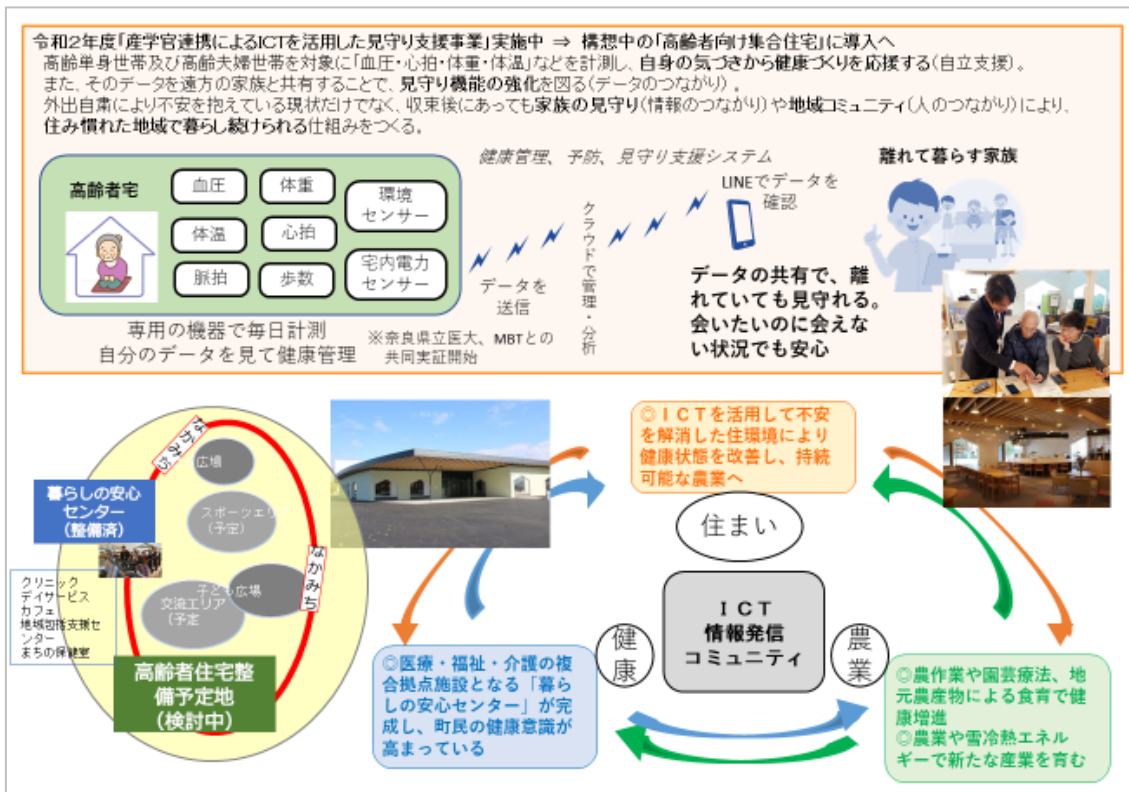 令和２年度「産学官連携によるICTを活用した見守り支援事業」実施中 ⇒ 構想中の「高齢者向け集合住宅」に導入へ
高齢単身世帯及び高齢夫婦世帯を対象に「血圧・心拍・体重・体温」などを計測し、自身の気づきから健康づくりを応援する(自立支援)。
また、そのデータを遠方の家族と共有することで、見守り機能の強化を図る(データのつながり)。
外出自粛により不安を抱えている現状だけでなく、収束後にあっても家族の見守り(情報のつながり)や地域コミュニティ(人のつながり)により、
住み慣れた地域で暮らし続けられる仕組みをつくる。
健康管理、予防、見守り支援システム
離れて暮らす家族
高齢者宅
血圧
体重
環境
センサー
体温
心拍
脈拍
歩数
宅内電力
センサー
データを
送信
クラウドで管理・分析
LINEでデータを
確認
データの共有で、離
れていても見守れる。
会いたいのに会えな
い状況でも安心
専用の機器で毎日計測
自分のデータを見て健康管理
※奈良県立医大、MBTとの
共同実証開始
なかみち
広場
暮らしの安心
センター
(整備済)
スポーツエリア
(予定)
なかみち
クリニック
デイサービス
カフェ
地域包括支援セ
ンター
まちの保健室
子ども広場
交流エリア
(予定
高齢者住宅整
備予定地
(検討中)
◎ＩＣＴを活用して不安
を解消した住環境により
健康状態を改善し、持続
可能な農業へ
住まい
ＩＣＴ
情報発信
コミュニティ
健康
農業
◎医療・福祉・介護の複
合拠点施設となる「暮ら
しの安心センター」が完
成し、町民の健康意識が
高まっている
◎農作業や園芸療法、地
元農産物による食育で健
康増進
◎農業や雪冷熱エネル
ギーで新たな産業を育む